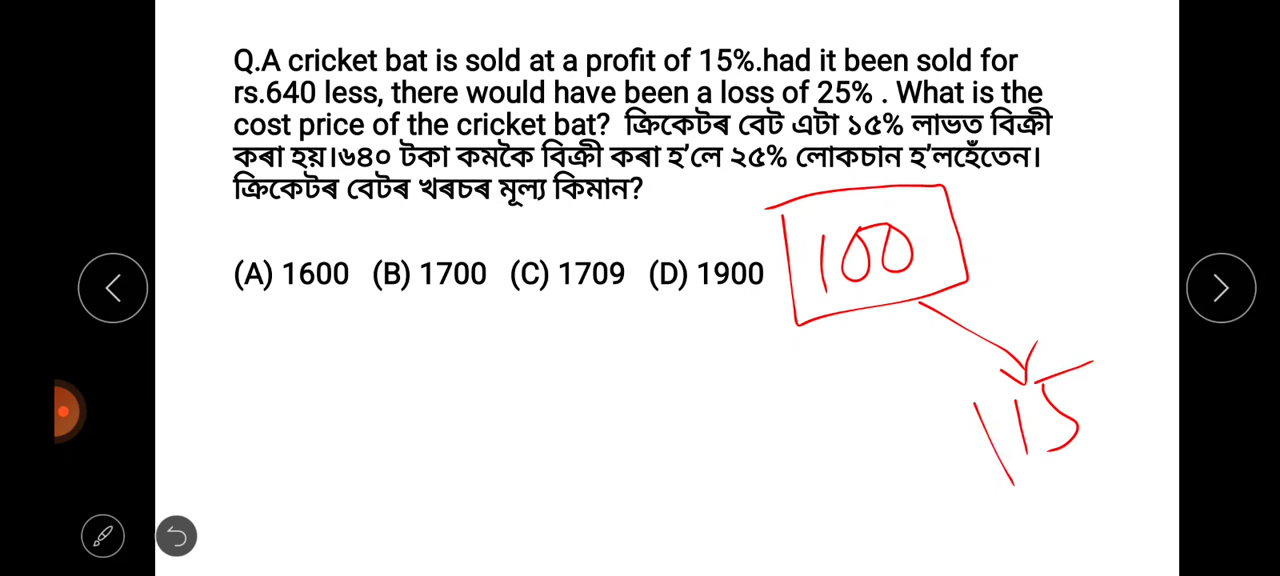 Q.A cricket bat is sold at a profit of 15%.had it been sold for
rs.640 less, there would have been a loss of 25% . What is the
cost price of the cricket bat? ক্ৰিকেটৰ বেট এটা ১৫% লাভত বিক্ৰী
কৰা হয়।৬৪০ টকা কমকৈ বিক্ৰী কৰা হ'লে ২৫% লোকচান হ'লহেঁতেন।
ক্ৰিকেটৰ বেটৰ খৰচৰ মূল্য কিমান?
(A) 1600 (B) 1700 (C) 1709 (D) 1900
100
115